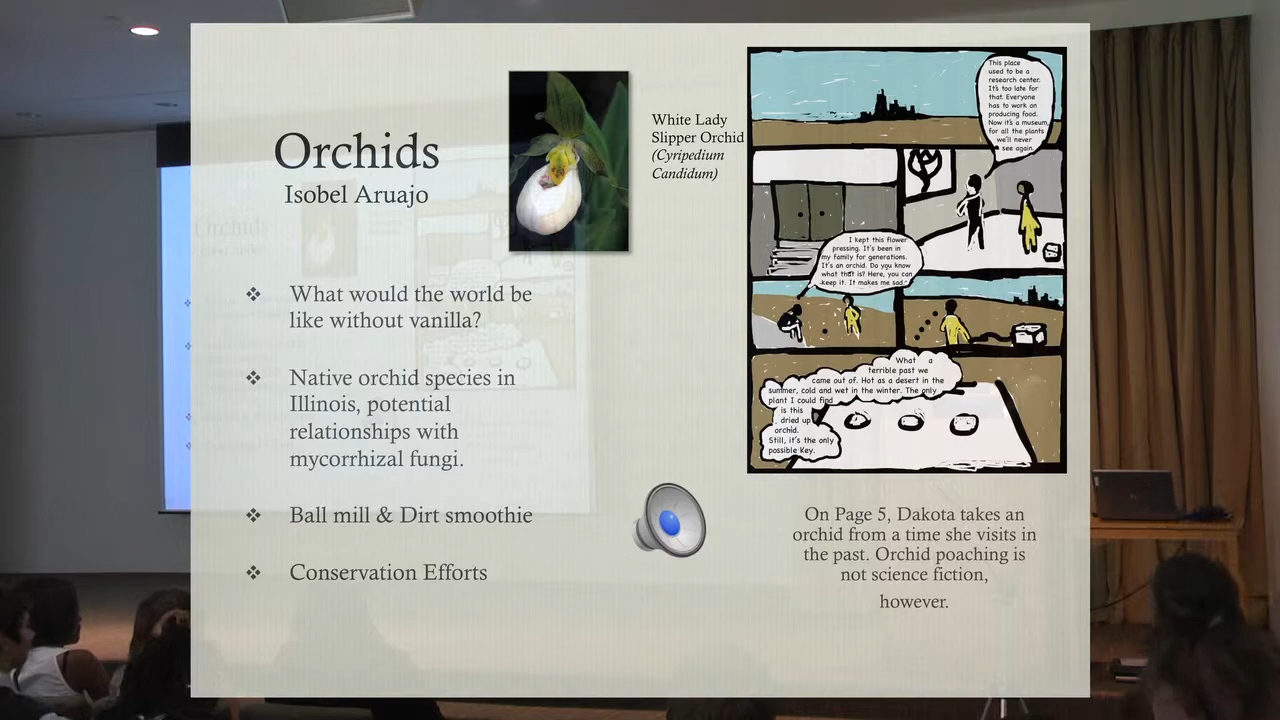 Orchids
Isobel Aruajo
White Lady
Slipper Orchid
(Cyripedium
Candidum)
❖ What would the world be
like without vanilla?
❖ Native orchid species in
Illinois, potential
relationships with
mycorrhizal fungi.
❖ Ball mill & Dirt smoothie
❖ Conservation Efforts
This place
used to be a
research center.
It's too late for
that. Everyone
has to work on
producing food.
Now it's a museum,
for all the plants
we'll never
see again.
I kept this flower
pressing. It's been in
my family for generations.
It's an orchid. Do you know
what that is? Here, you can
keep it. It makes me sad."
What a
terrible past we
came out of. Hot as a desert in the
summer, cold and wet in the winter. The only
plant I could find
is this
dried up
orchid.
Still, it's the only
possible Key.
On Page 5, Dakota takes an
orchid from a time she visits in
the past. Orchid poaching is
not science fiction,
however.